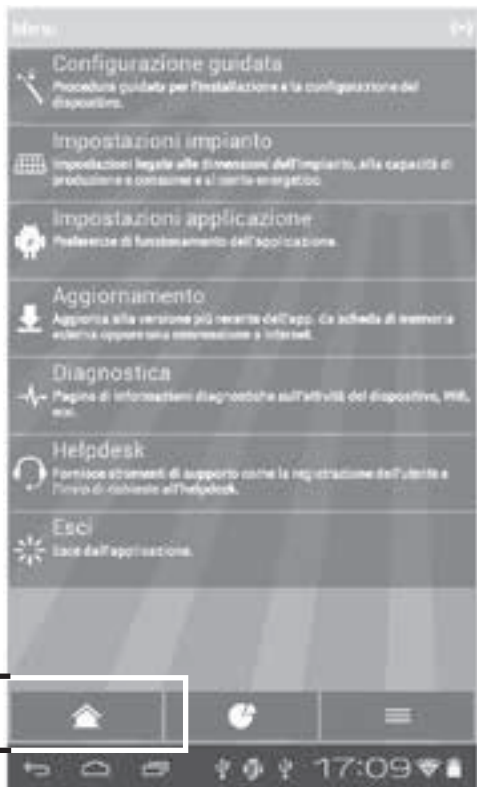 Menu
Configurazione guidata
Procedura guidata per l'installazione e la configurazione del
dispositivo.
Impostazioni impianto
Impostazioni legate alle dimensioni dell'impianto, alla capacità di
produzione e consumo e al conto energetico.
Impostazioni applicazione
Preferenze di funzionamento dell'applicazione.
Aggiornamento
Aggiorna alla versione più recente dell'app. da scheda di memoria
esterna oppure una connessione a internet.
Diagnostica
Pagina di informazioni diagnostiche sull'attività del dispositivo, Wifi,
ecc.
Helpdesk
Fornisce strumenti di supporto come la registrazione dell'utente e
l'invio di richieste all'helpdesk.
Esci
Esce dall'applicazione.
17:09